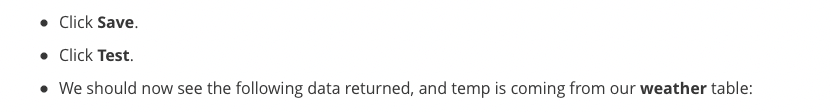 • Click Save.
• Click Test.
• We should now see the following data returned, and temp is coming from our weather table: